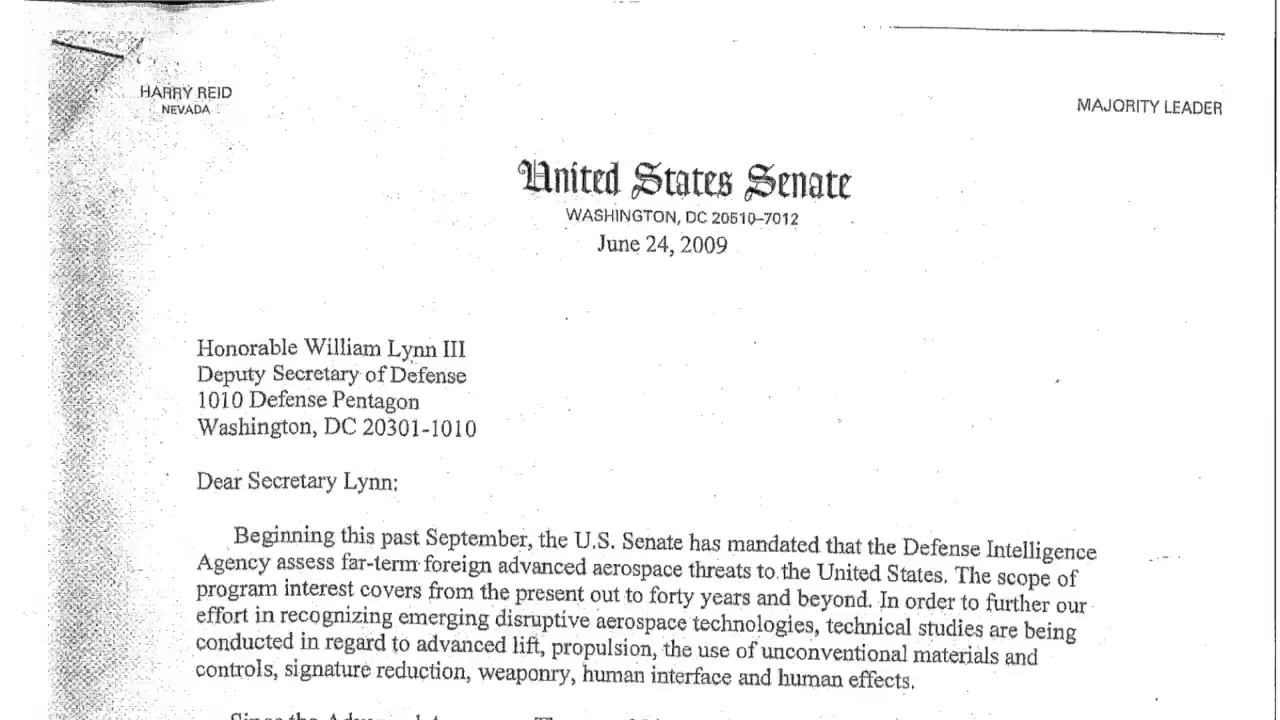 HARRY REID
NEVADA
MAJORITY LEADER
United States Senate
WASHINGTON, DC 20510–7012
June 24, 2009
Honorable William Lynn III
Deputy Secretary of Defense
1010 Defense Pentagon
Washington, DC 20301-1010
Dear Secretary Lynn:
Beginning this past September, the U.S. Senate has mandated that the Defense Intelligence
Agency assess far-term foreign advanced aerospace threats to the United States. The scope of
program interest covers from the present out to forty years and beyond. In order to further our
effort in recognizing emerging disruptive aerospace technologies, technical studies are being
conducted in regard to advanced lift, propulsion, the use of unconventional materials and
controls, signature reduction, weaponry, human interface and human effects.
Since the Advanced